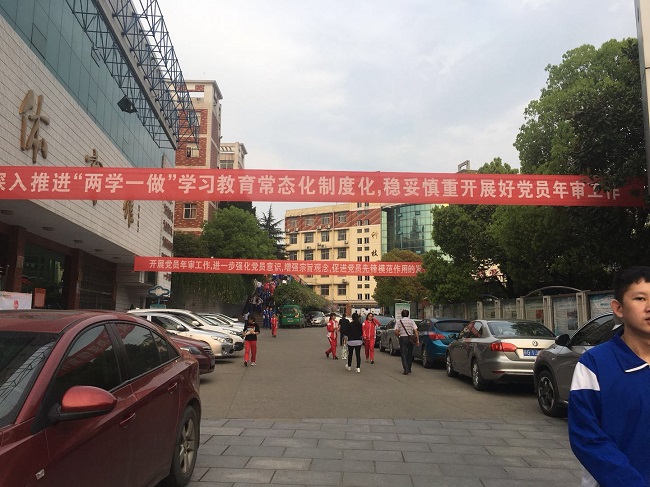 体育馆
深入推进“两学一做”学习教育常态化制度化,稳妥慎重开展好党员年审工作
开展党员年审工作,进一步强化党员意识,增强宗旨观念,促进党员先锋模范作用的